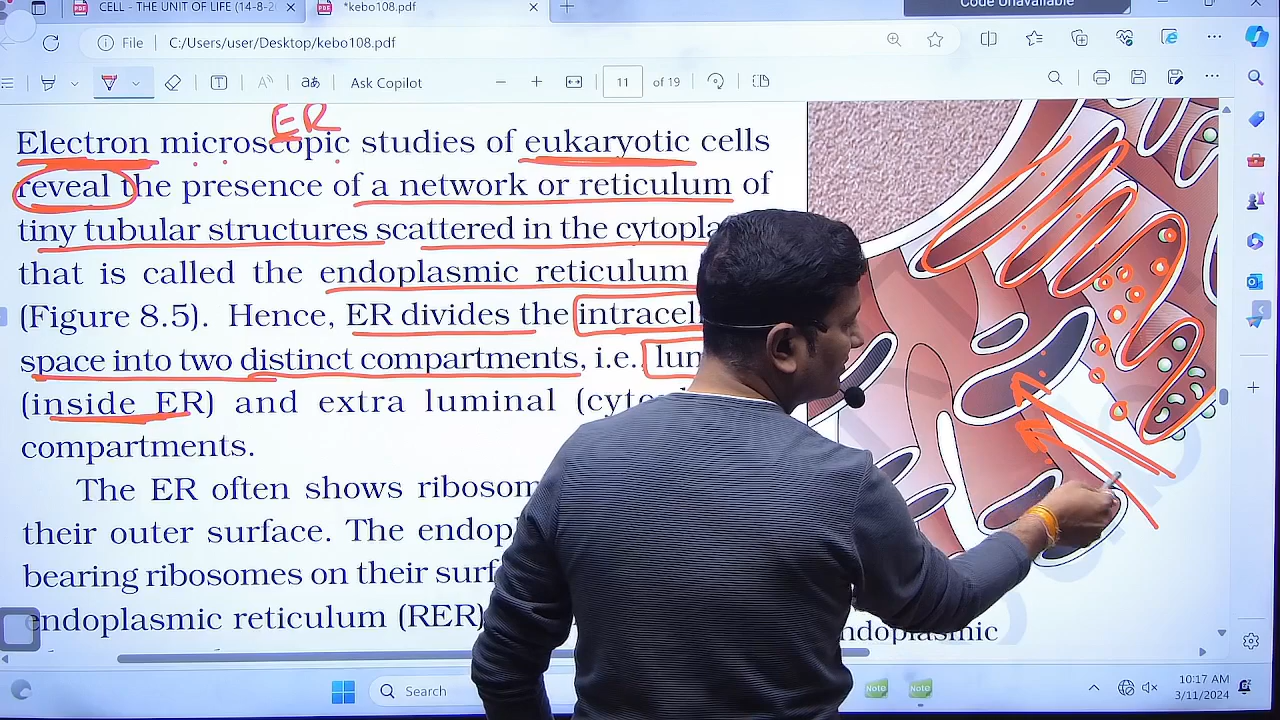 CELL - THE UNIT OF LIFE (14-8-2
*kebo108.pdf
Code Unavailable
File C:/Users/user/Desktop/kebo108.pdf
Ask Copilot
11 of 19
ER
Electron microscopic studies of eukaryotic cells
reveal the presence of a network or reticulum of
tiny tubular structures scattered in the cytopla
that is called the endoplasmic reticulum
(Figure 8.5). Hence, ER divides the intracel
space into two distinct compartments, i.e. lum
(inside ER) and extra luminal (cyto
compartments.
The ER often shows ribosom
their outer surface. The endop
bearing ribosomes on their surf
endoplasmic reticulum (RER)
ndoplasmic
Search
Note
Note
10:17 AM
3/11/2024